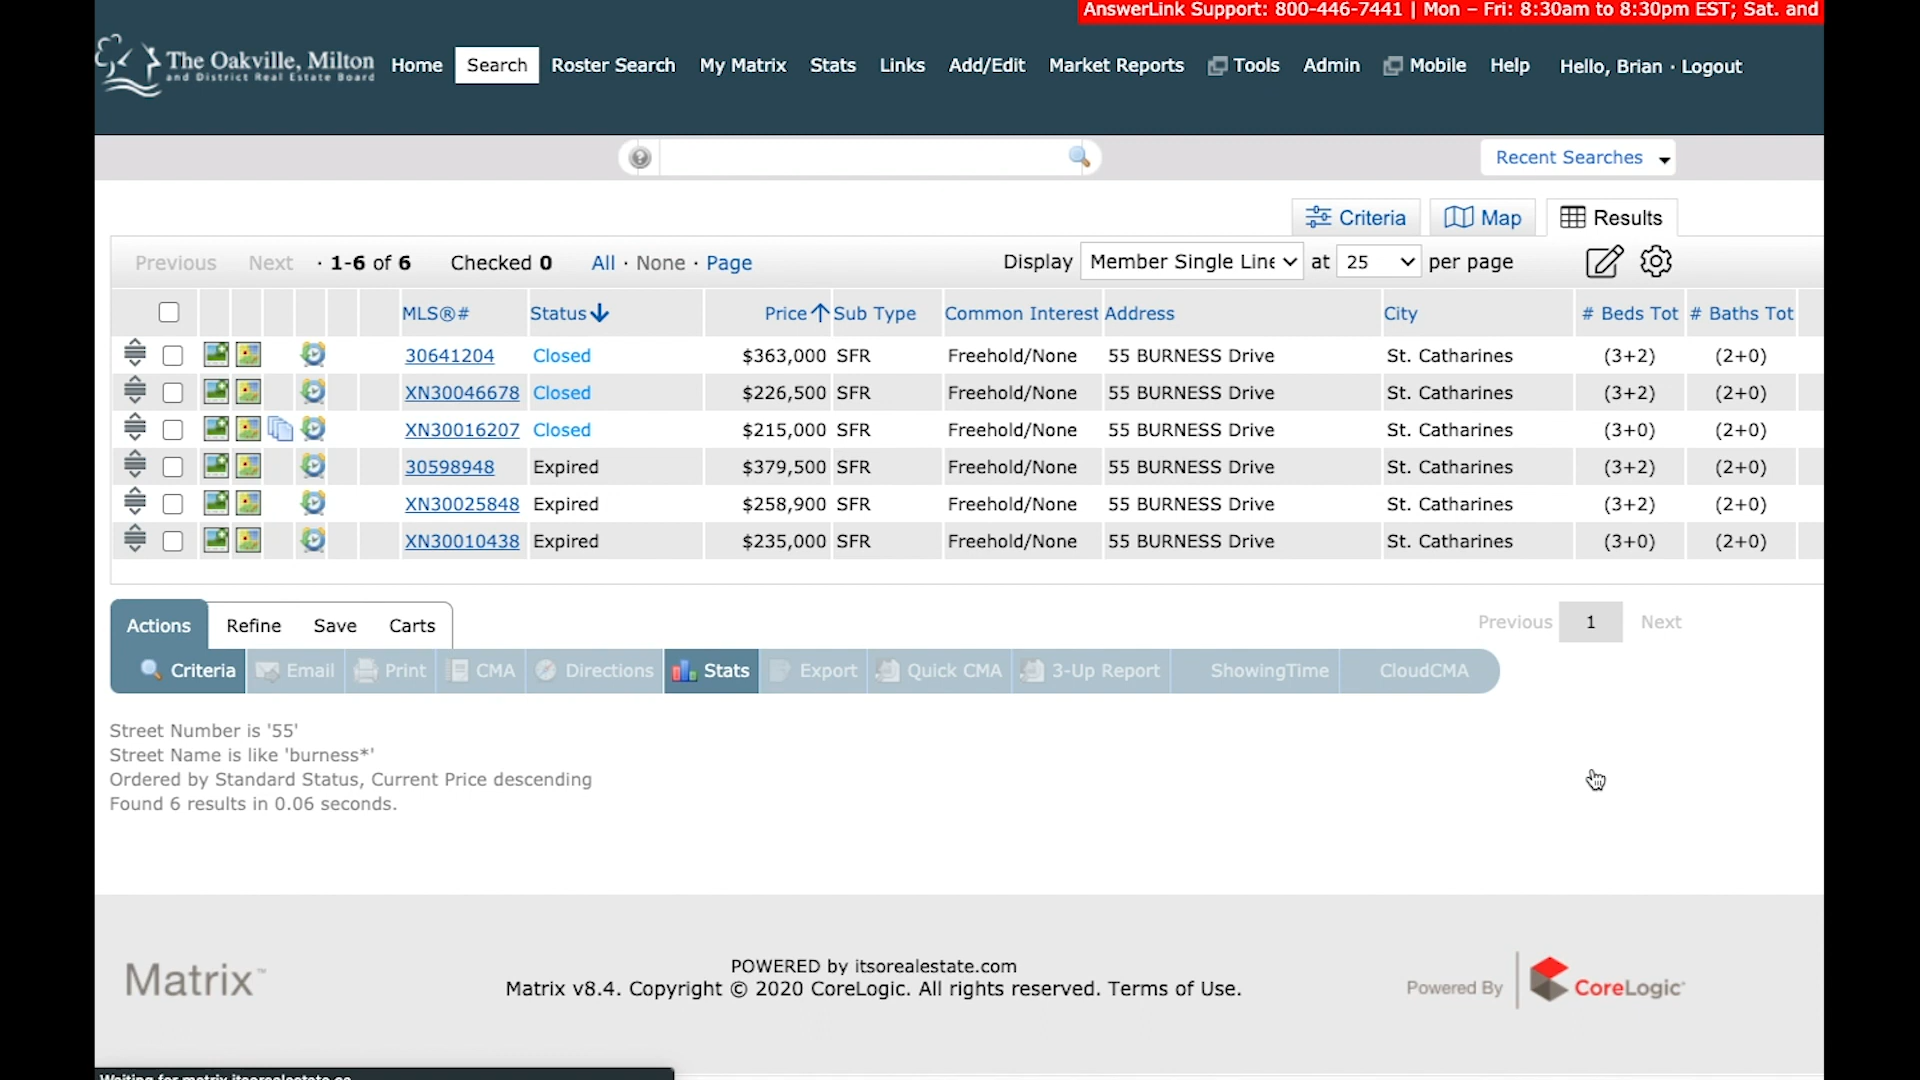 AnswerLink Support: 800-446-7441 | Mon – Fri: 8:30am to 8:30pm EST; Sat. and
The Oakville, Milton
and District Real Estate Board
Home Search Roster Search My Matrix Stats Links Add/Edit Market Reports Tools Admin Mobile Help Hello, Brian · Logout
Recent Searches
Criteria Map Results
Previous Next · 1-6 of 6 Checked 0 All · None · Page Display Member Single Line at 25 per page
MLS®# Status Price Sub Type Common Interest Address City # Beds Tot # Baths Tot
30641204 Closed $363,000 SFR Freehold/None 55 BURNESS Drive St. Catharines (3+2) (2+0)
XN30046678 Closed $226,500 SFR Freehold/None 55 BURNESS Drive St. Catharines (3+2) (2+0)
XN30016207 Closed $215,000 SFR Freehold/None 55 BURNESS Drive St. Catharines (3+0) (2+0)
30598948 Expired $379,500 SFR Freehold/None 55 BURNESS Drive St. Catharines (3+2) (2+0)
XN30025848 Expired $258,900 SFR Freehold/None 55 BURNESS Drive St. Catharines (3+2) (2+0)
XN30010438 Expired $235,000 SFR Freehold/None 55 BURNESS Drive St. Catharines (3+0) (2+0)
Actions Refine Save Carts Previous 1 Next
Criteria Email Print CMA Directions Stats Export Quick CMA 3-Up Report ShowingTime CloudCMA
Street Number is '55'
Street Name is like 'burness*'
Ordered by Standard Status, Current Price descending
Found 6 results in 0.06 seconds.
Matrix™
POWERED by itsorealestate.com
Matrix v8.4. Copyright © 2020 CoreLogic. All rights reserved. Terms of Use.
Powered By CoreLogic
Waiting for matrix.itsorealestate.ca